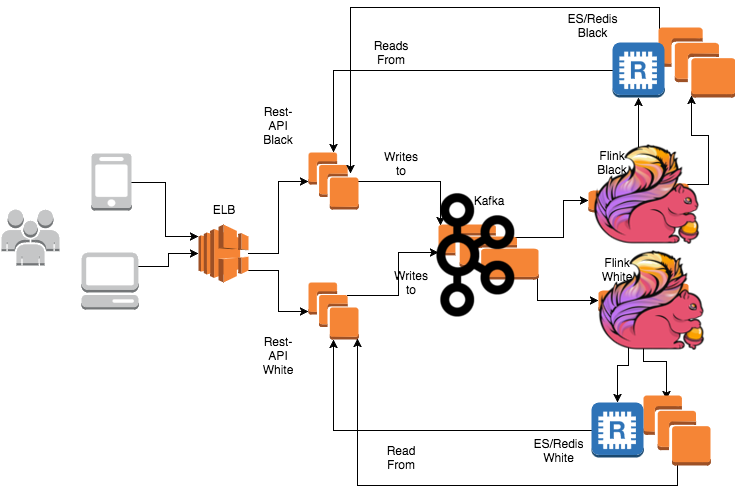 ES/Redis
Black
R
Reads
From
Rest-
API
Black
Writes
to
Flink
Black
Kafka
ELB
Flink
White
Writes
to
Rest-
API
White
R
ES/Redis
White
Read
From